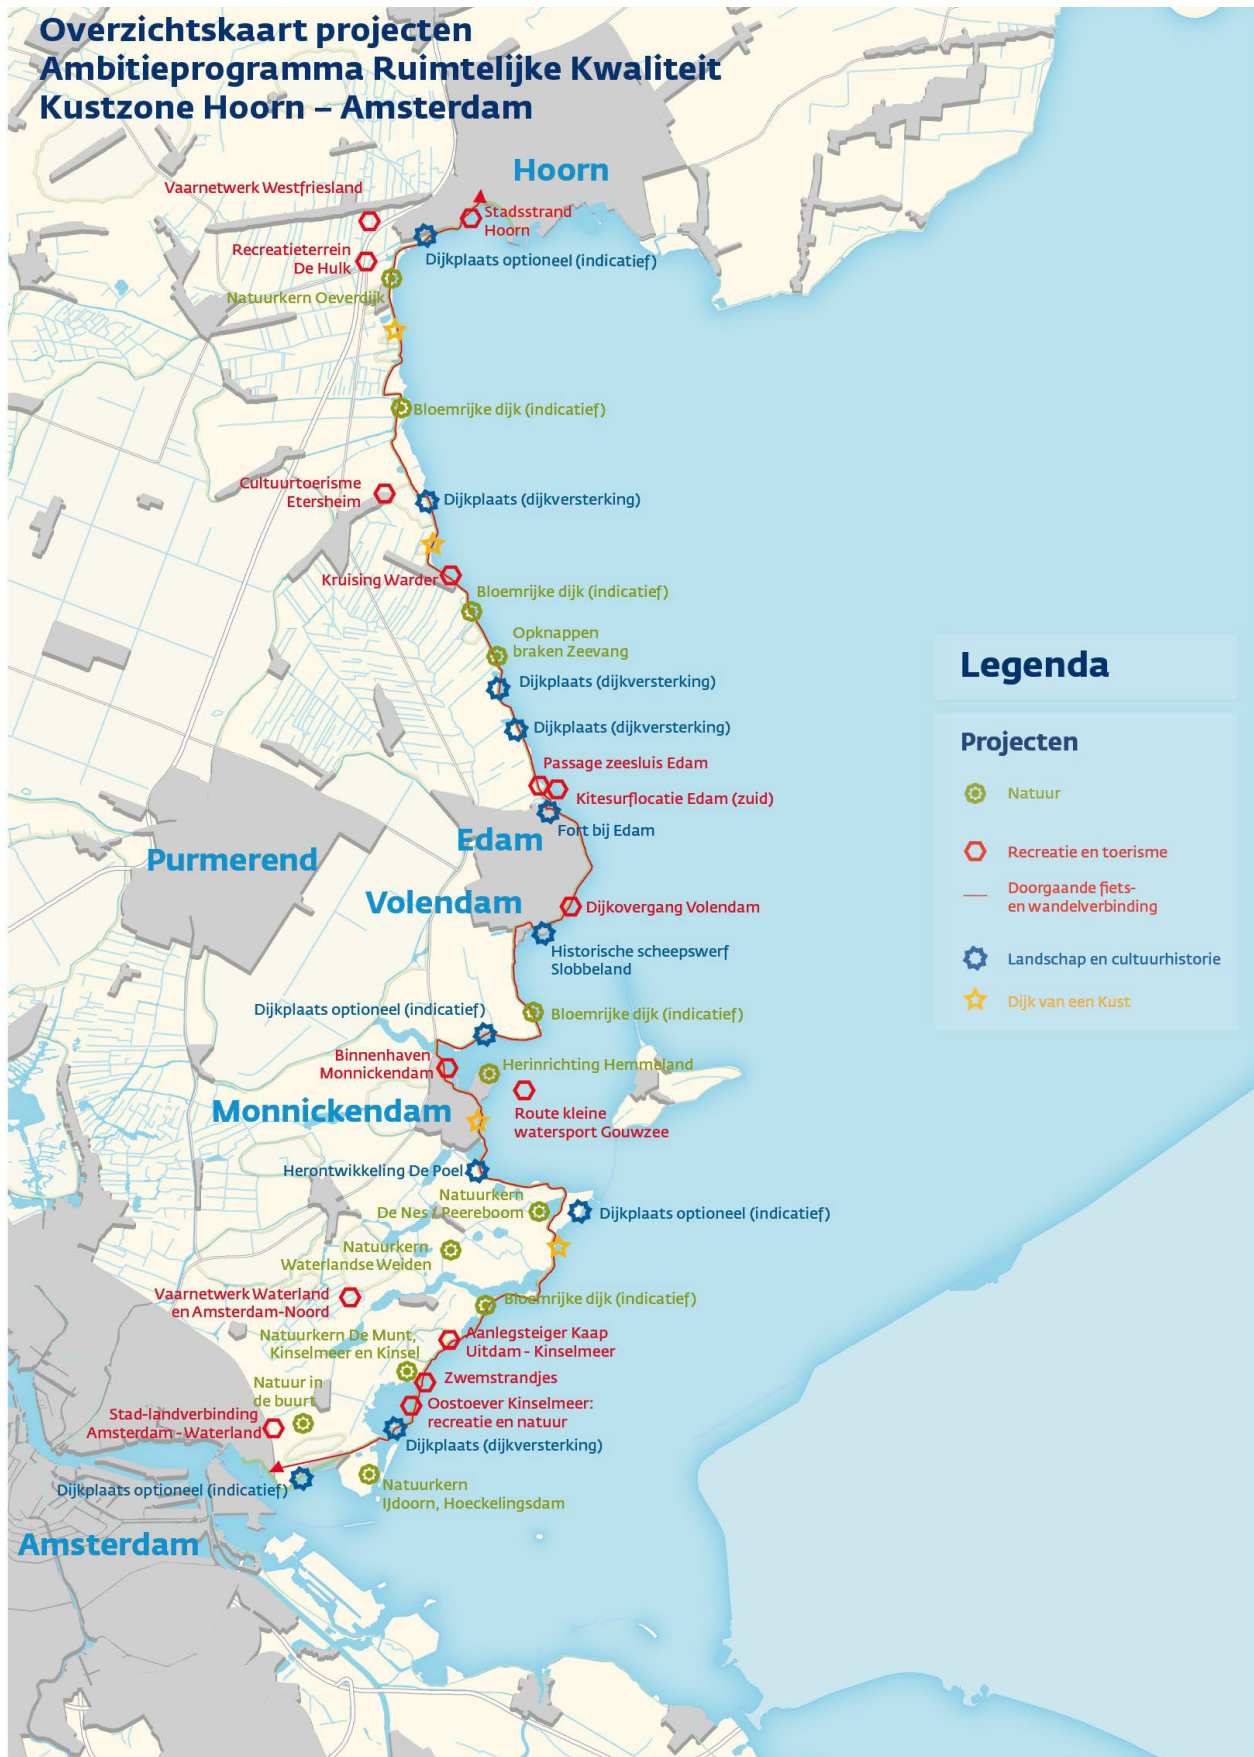 Overzichtskaart projecten
Ambitieprogramma Ruimtelijke Kwaliteit
Kustzone Hoorn – Amsterdam
Hoorn
Vaarnetwerk Westfriesland
Stadsstrand
Hoorn
Recreatieterrein
De Hulk
Dijkplaats optioneel (indicatief)
Natuurkern Oeverdijk
Bloemrijke dijk (indicatief)
Cultuurtoerisme
Etersheim
Dijkplaats (dijkversterking)
Kruising Warder
Bloemrijke dijk (indicatief)
Opknappen
braken Zeevang
Dijkplaats (dijkversterking)
Dijkplaats (dijkversterking)
Passage zeesluis Edam
Kitesurflocatie Edam (zuid)
Fort bij Edam
Edam
Purmerend
Volendam
Dijkovergang Volendam
Historische scheepswerf
Slobbeland
Dijkplaats optioneel (indicatief)
Bloemrijke dijk (indicatief)
Binnenhaven
Monnickendam
Herinrichting Hemmeland
Monnickendam
Route kleine
watersport Gouwzee
Herontwikkeling De Poel
Natuurkern
De Nes / Peereboom
Dijkplaats optioneel (indicatief)
Natuurkern
Waterlandse Weiden
Vaarnetwerk Waterland
en Amsterdam-Noord
Bloemrijke dijk (indicatief)
Natuurkern De Munt,
Kinselmeer en Kinsel
Aanlegsteiger Kaap
Uitdam - Kinselmeer
Zwemstrandjes
Natuur in
de buurt
Oostoever Kinselmeer:
recreatie en natuur
Stad-landverbinding
Amsterdam - Waterland
Dijkplaats (dijkversterking)
Dijkplaats optioneel (indicatief)
Natuurkern
IJdoorn, Hoeckelingsdam
Amsterdam
Legenda
Projecten
Natuur
Recreatie en toerisme
Doorgaande fiets-
en wandelverbinding
Landschap en cultuurhistorie
Dijk van een Kust